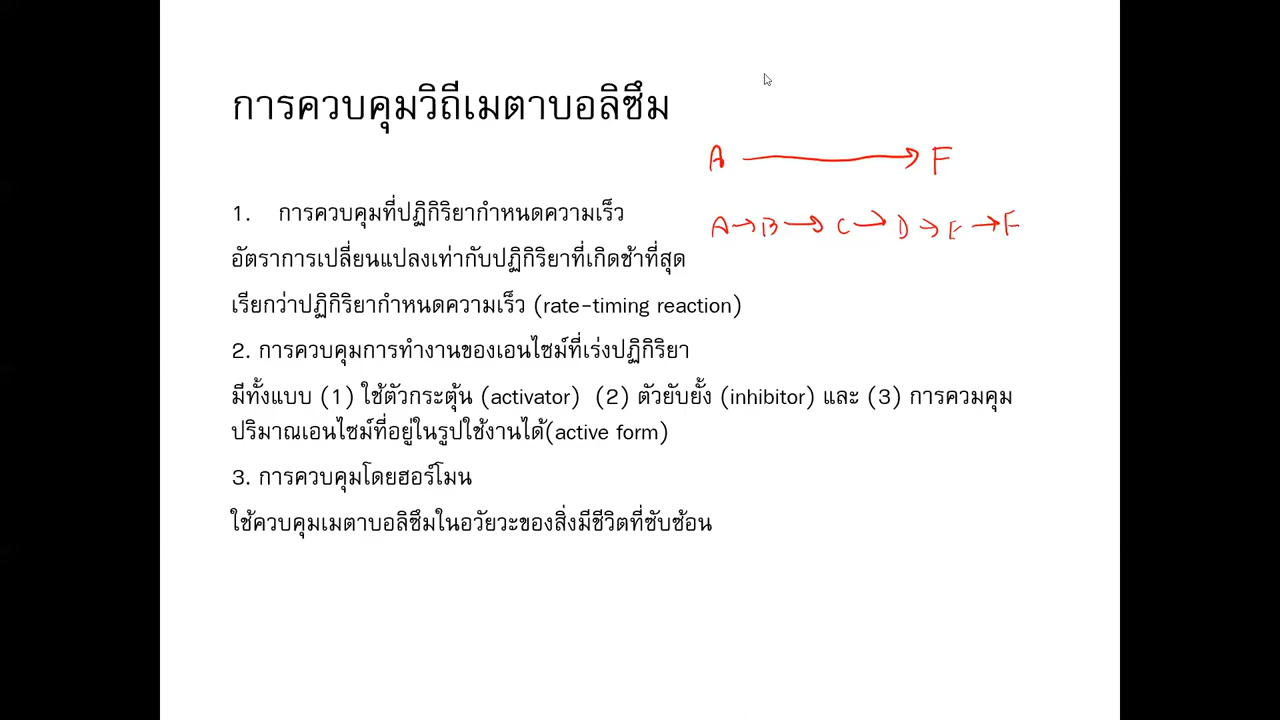 การควบคุมวิถีเมตาบอลิซึม
A → F
1. การควบคุมที่ปฏิกิริยากำหนดความเร็ว
A → B → C → D → E → F
อัตราการเปลี่ยนแปลงเท่ากับปฏิกิริยาที่เกิดช้าที่สุด
เรียกว่าปฏิกิริยากำหนดความเร็ว (rate-timing reaction)
2. การควบคุมการทำงานของเอนไซม์ที่เร่งปฏิกิริยา
มีทั้งแบบ (1) ใช้ตัวกระตุ้น (activator) (2) ตัวยับยั้ง (inhibitor) และ (3) การควมคุม
ปริมาณเอนไซม์ที่อยู่ในรูปใช้งานได้(active form)
3. การควบคุมโดยฮอร์โมน
ใช้ควบคุมเมตาบอลิซึมในอวัยวะของสิ่งมีชีวิตที่ซับซ้อน